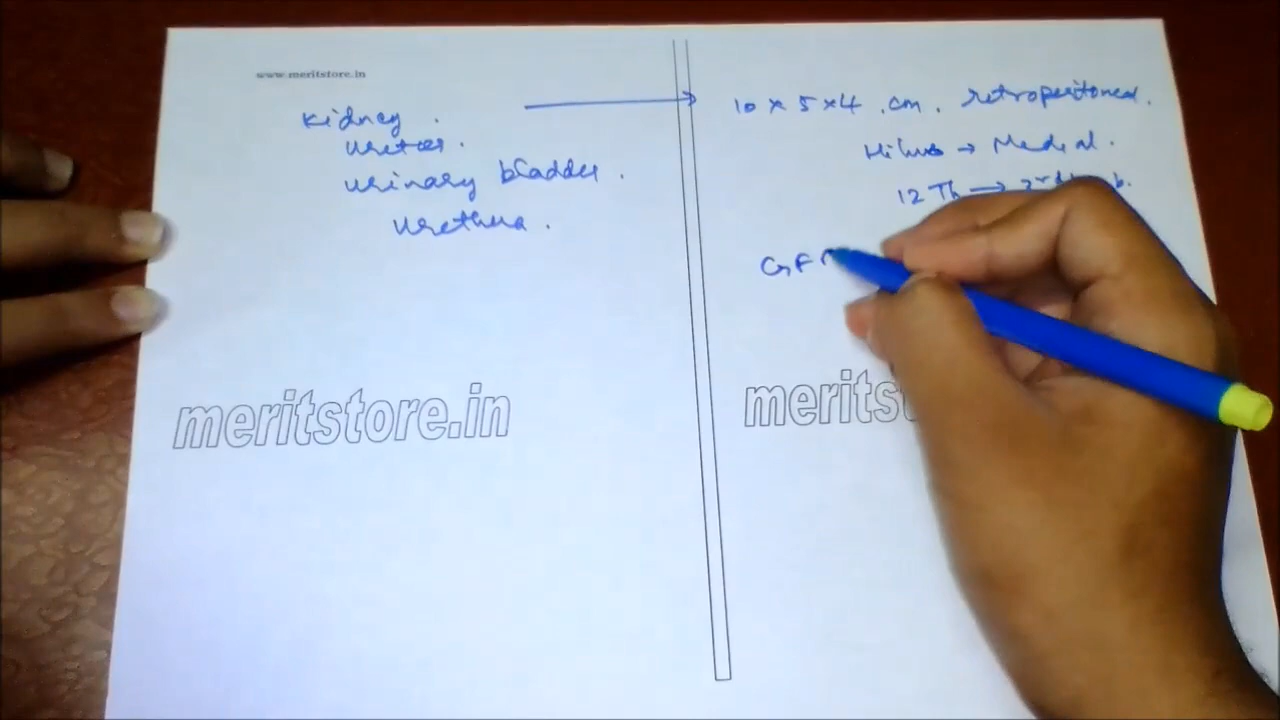 www.meritstore.in
Kidney .
Ureter .
Urinary bladder .
Urethra .
10 x 5 x 4 .cm . retroperitoneal .
Hilus → Medial .
12 Th → 3rd
GF
meritstore.in
merits